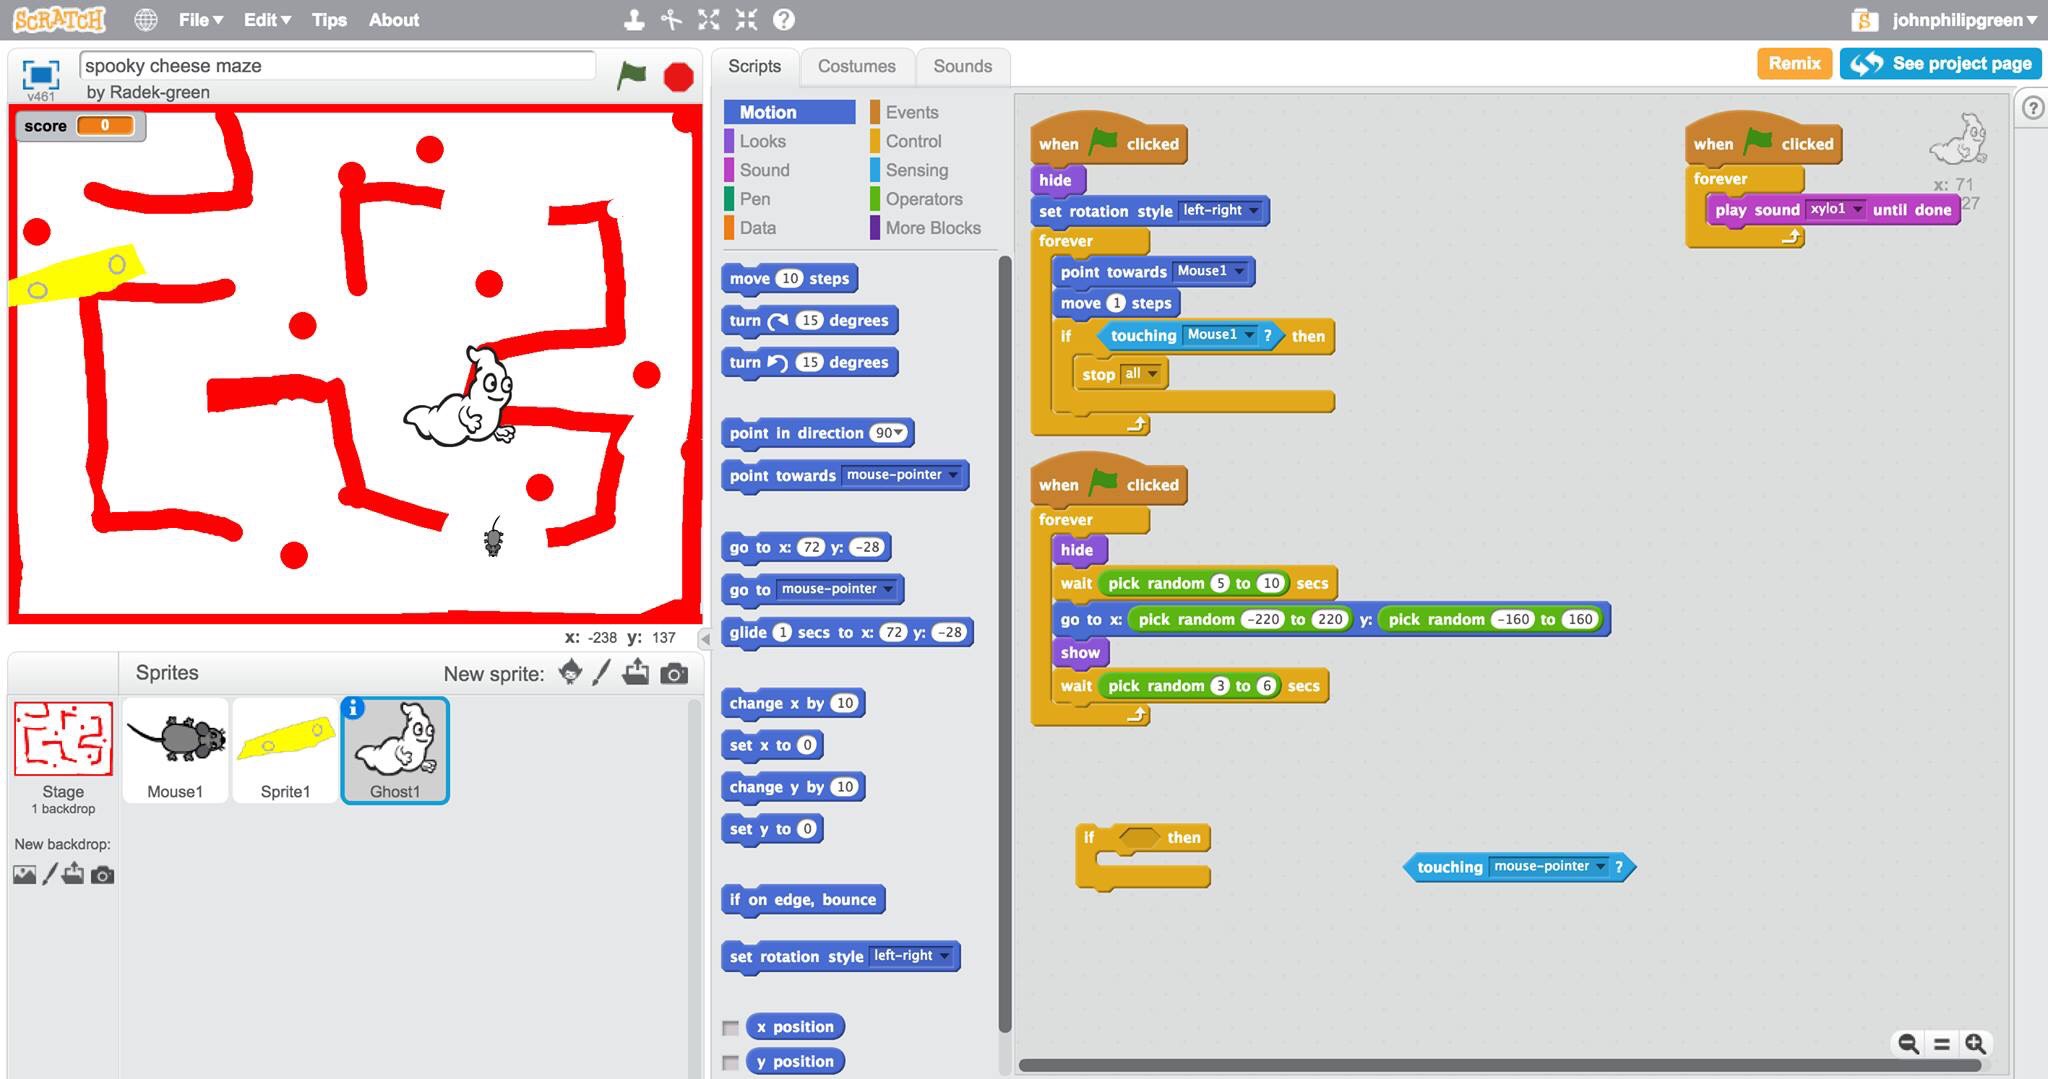 SCRATCH File Edit Tips About johnphilipgreen
v461 spooky cheese maze
by Radek-green
Scripts Costumes Sounds
Remix See project page
score 0
Motion Events
Looks Control
Sound Sensing
Pen Operators
Data More Blocks
move 10 steps
turn 15 degrees
turn 15 degrees
point in direction 90
point towards mouse-pointer
go to x: 72 y: -28
go to mouse-pointer
glide 1 secs to x: 72 y: -28
change x by 10
set x to 0
change y by 10
set y to 0
if on edge, bounce
set rotation style left-right
x position
y position
when clicked
hide
set rotation style left-right
forever
point towards Mouse1
move 1 steps
if touching Mouse1 ? then
stop all
when clicked
forever
hide
wait pick random 5 to 10 secs
go to x: pick random -220 to 220 y: pick random -160 to 160
show
wait pick random 3 to 6 secs
if then
touching mouse-pointer ?
when clicked
forever
play sound xylo1 until done
x: 71
27
x: -238 y: 137
Sprites New sprite:
Stage
1 backdrop
New backdrop:
Mouse1
Sprite1
Ghost1